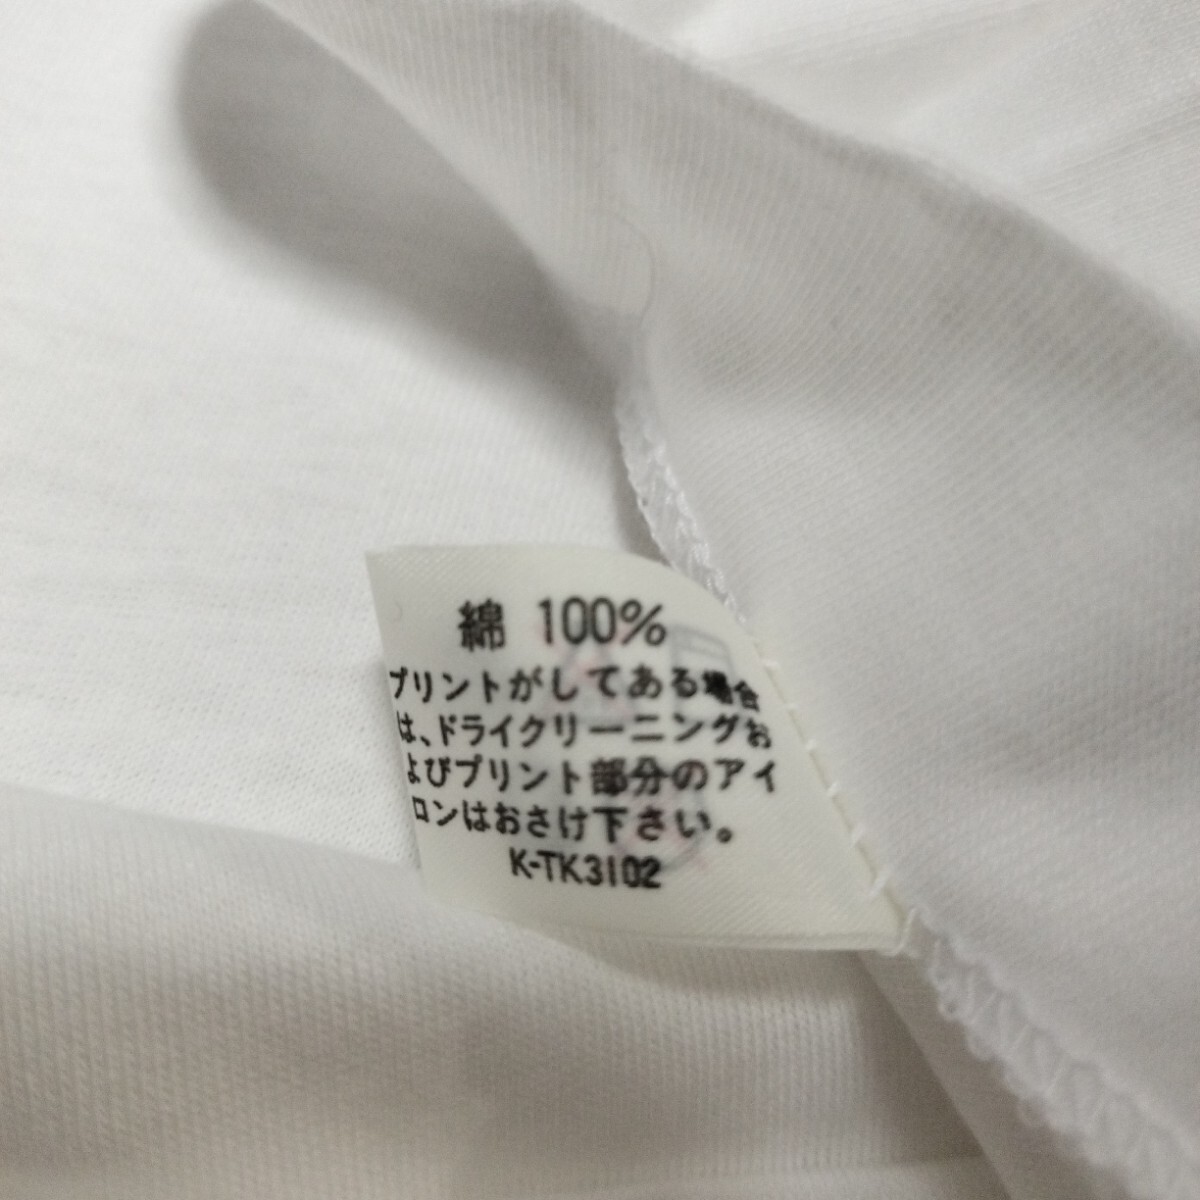 綿 100%
プリントがしてある場合
は、ドライクリーニングお
よびプリント部分のアイ
ロンはおさけ下さい。
K-TK3102